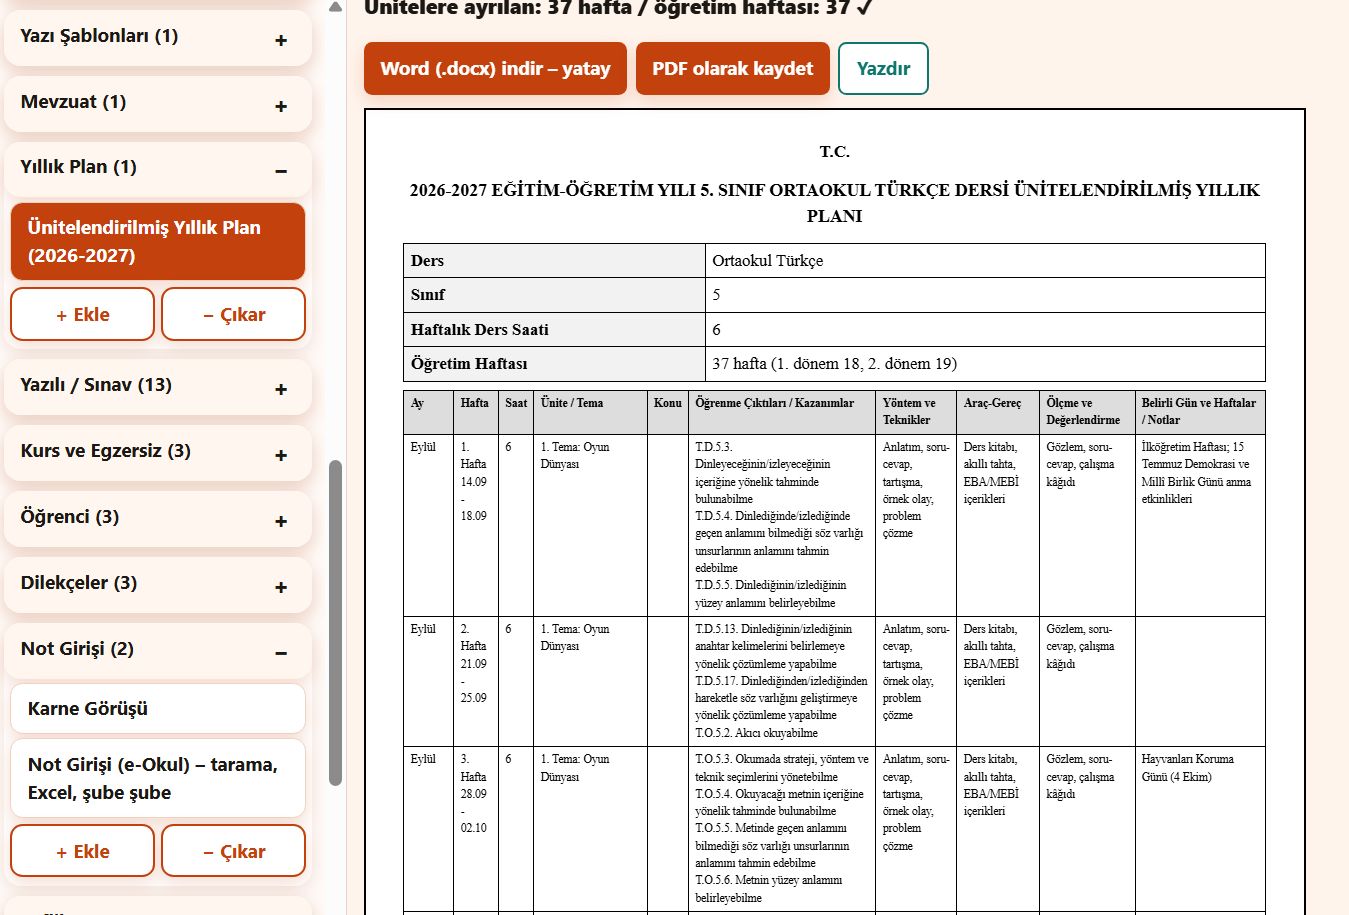 Yazı Şablonları (1)
+
Mevzuat (1)
+
Yıllık Plan (1)
–
Ünitelendirilmiş Yıllık Plan
(2026-2027)
+ Ekle
– Çıkar
Yazılı / Sınav (13)
+
Kurs ve Egzersiz (3)
+
Öğrenci (3)
+
Dilekçeler (3)
+
Not Girişi (2)
–
Karne Görüşü
Not Girişi (e-Okul) – tarama,
Excel, şube şube
+ Ekle
– Çıkar
Ünitelere ayrılan: 37 hafta / öğretim haftası: 37 ✓
Word (.docx) indir – yatay
PDF olarak kaydet
Yazdır
T.C.
2026-2027 EĞİTİM-ÖĞRETİM YILI 5. SINIF ORTAOKUL TÜRKÇE DERSİ ÜNİTELENDİRİLMİŞ YILLIK
PLANI
Ders
Ortaokul Türkçe
Sınıf
5
Haftalık Ders Saati
6
Öğretim Haftası
37 hafta (1. dönem 18, 2. dönem 19)
Ay
Hafta
Saat
Ünite / Tema
Konu
Öğrenme Çıktıları / Kazanımlar
Yöntem ve
Teknikler
Araç-Gereç
Ölçme ve
Değerlendirme
Belirli Gün ve Haftalar
/ Notlar
Eylül
1.
Hafta
14.09
-
18.09
6
1. Tema: Oyun
Dünyası
T.D.5.3.
Dinleyeceğinin/izleyeceğinin
içeriğine yönelik tahminde
bulunabilme
T.D.5.4. Dinlediğinde/izlediğinde
geçen anlamını bilmediği söz varlığı
unsurlarının anlamını tahmin
edebilme
T.D.5.5. Dinlediğinin/izlediğinin
yüzey anlamını belirleyebilme
Anlatım, soru-
cevap,
tartışma,
örnek olay,
problem
çözme
Ders kitabı,
akıllı tahta,
EBA/MEBİ
içerikleri
Gözlem, soru-
cevap, çalışma
kâğıdı
İlköğretim Haftası; 15
Temmuz Demokrasi ve
Millî Birlik Günü anma
etkinlikleri
Eylül
2.
Hafta
21.09
-
25.09
6
1. Tema: Oyun
Dünyası
T.D.5.13. Dinlediğinin/izlediğinin
anahtar kelimelerini belirlemeye
yönelik çözümleme yapabilme
T.D.5.17. Dinlediğinden/izlediğinden
hareketle söz varlığını geliştirmeye
yönelik çözümleme yapabilme
T.O.5.2. Akıcı okuyabilme
Anlatım, soru-
cevap,
tartışma,
örnek olay,
problem
çözme
Ders kitabı,
akıllı tahta,
EBA/MEBİ
içerikleri
Gözlem, soru-
cevap, çalışma
kâğıdı
Eylül
3.
Hafta
28.09
-
02.10
6
1. Tema: Oyun
Dünyası
T.O.5.3. Okumada strateji, yöntem ve
teknik seçimlerini yönetebilme
T.O.5.4. Okuyacağı metnin içeriğine
yönelik tahminde bulunabilme
T.O.5.5. Metinde geçen anlamını
bilmediği söz varlığı unsurlarının
anlamını tahmin edebilme
T.O.5.6. Metnin yüzey anlamını
belirleyebilme
Anlatım, soru-
cevap,
tartışma,
örnek olay,
problem
çözme
Ders kitabı,
akıllı tahta,
EBA/MEBİ
içerikleri
Gözlem, soru-
cevap, çalışma
kâğıdı
Hayvanları Koruma
Günü (4 Ekim)